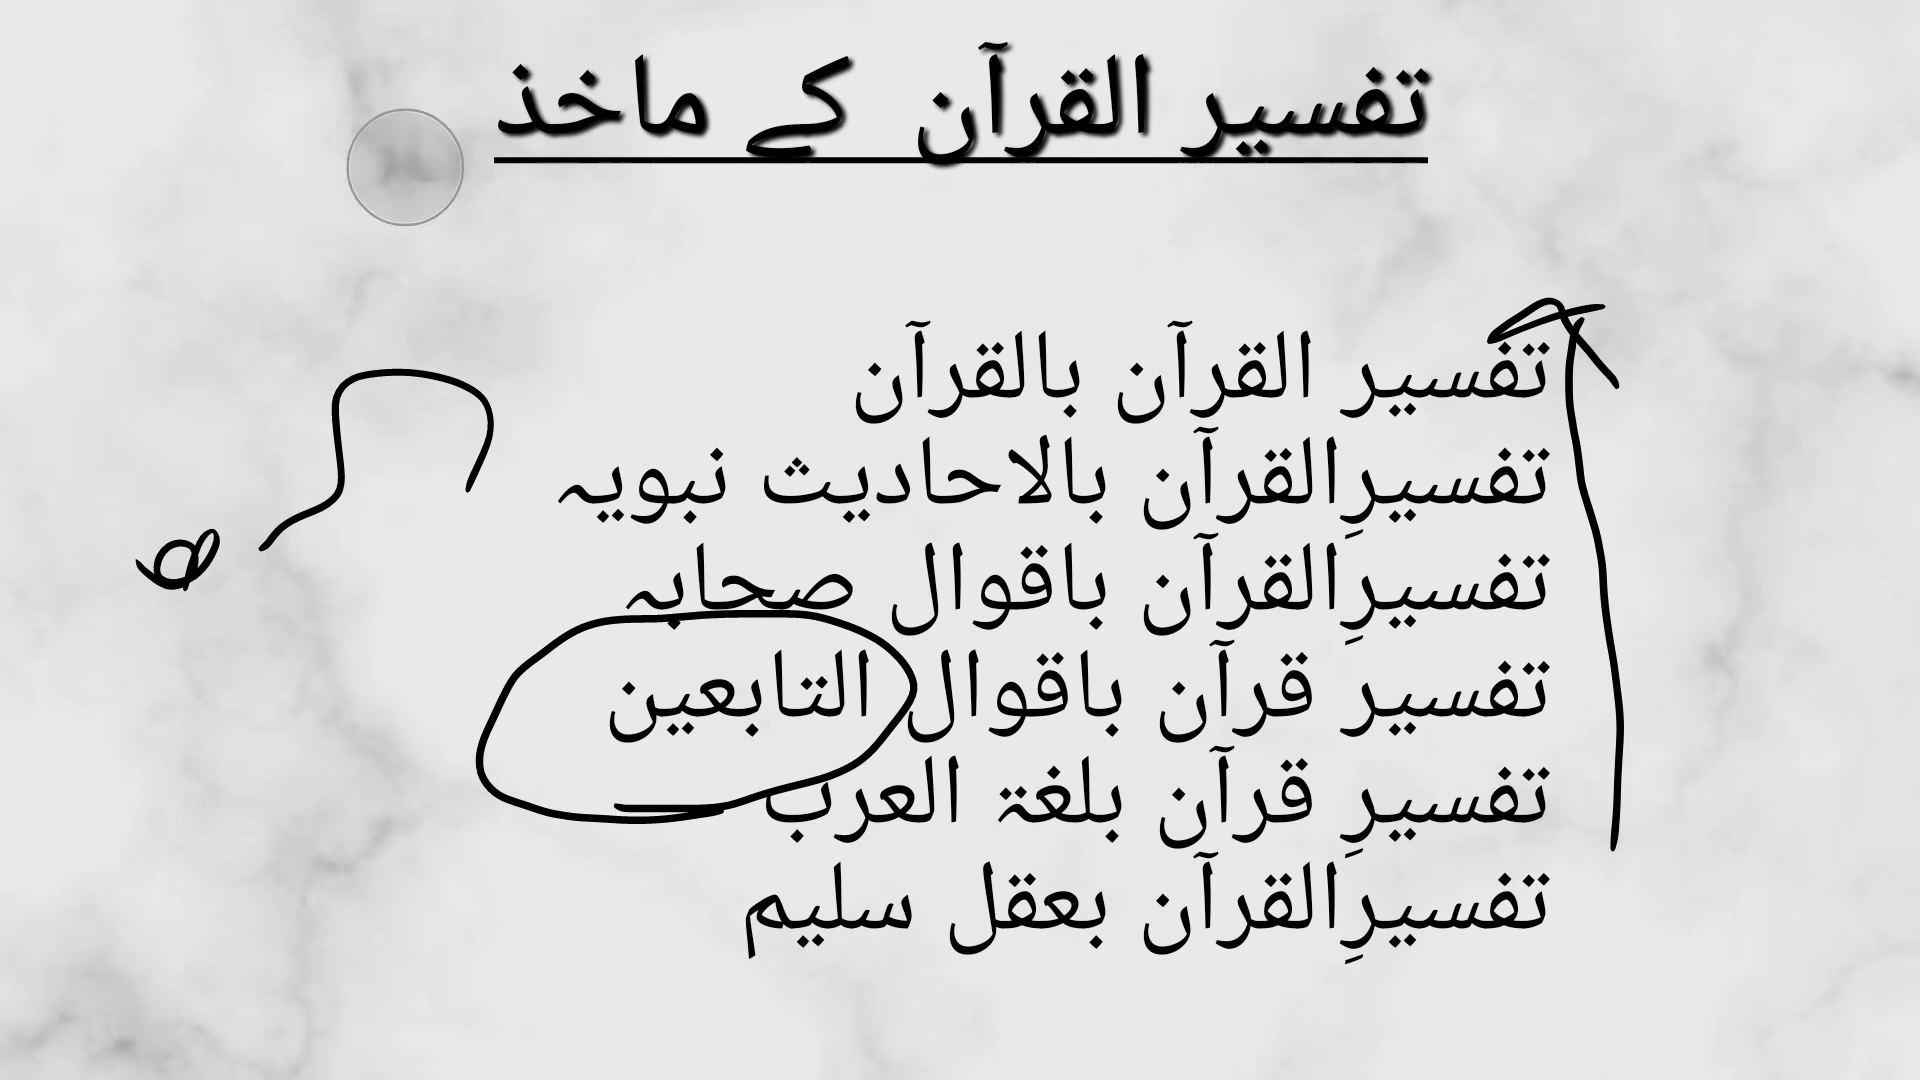 تفسیر القرآن کے ماخذ
تفسیر القرآن بالقرآن
تفسیرِالقرآن بالاحادیث نبویہ
تفسیرِالقرآن باقوال صحابہ
تفسیر قرآن باقوال التابعین
تفسیرِ قرآن بلغۃ العرب
تفسیرِالقرآن بعقل سلیم